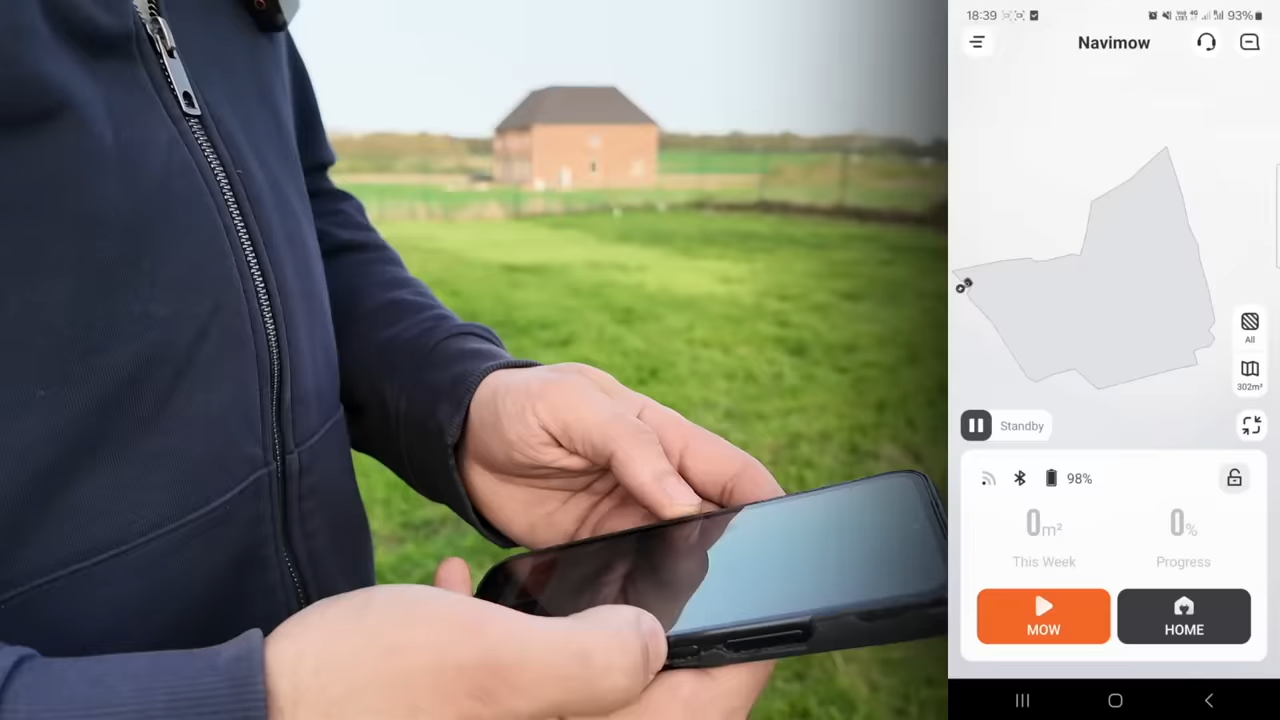 18:39
93%
Navimow
All
302m²
Standby
98%
0m²
0%
This Week
Progress
MOW
HOME